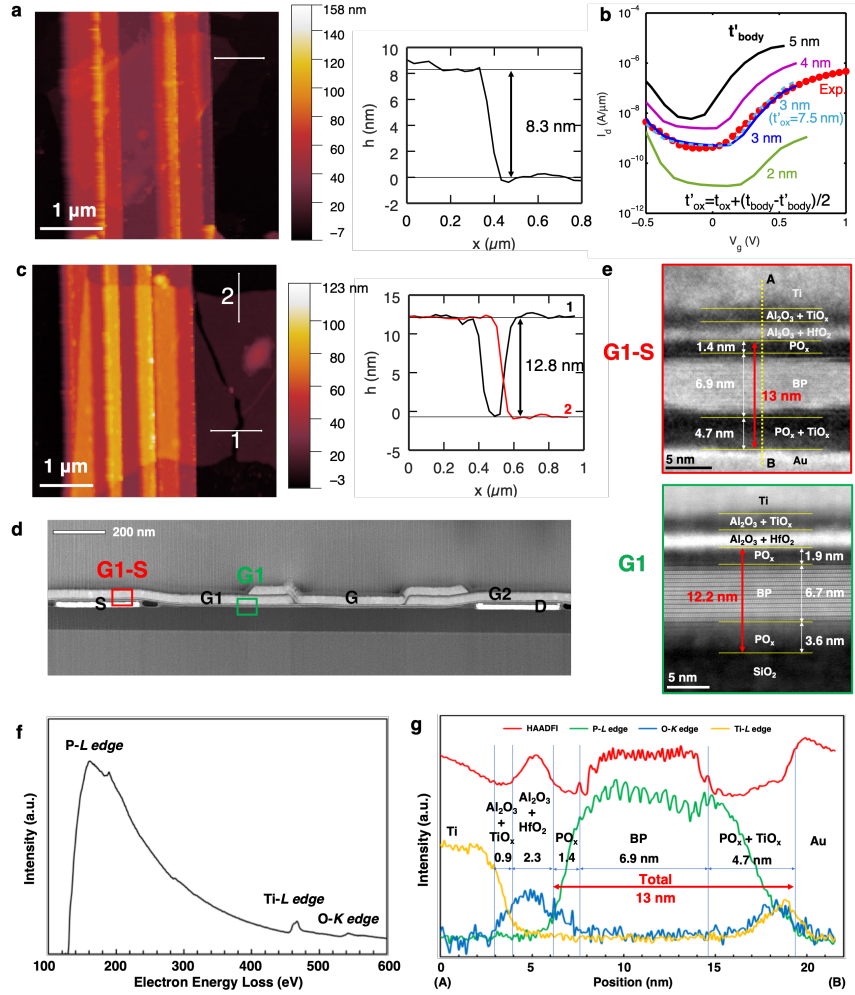 a
158 nm
140
120
100
80
60
40
20
−7
1 µm
h (nm)
10
8
6
4
2
0
−2
8.3 nm
0
0.2
0.4
0.6
0.8
x (µm)
b
I_d (A/µm)
10^−4
10^−6
10^−8
10^−10
10^−12
t'_body
5 nm
4 nm
Exp.
3 nm
(t'_ox=7.5 nm)
3 nm
2 nm
t'_ox=t_ox+(t_body-t'_body)/2
−0.5
0
0.5
1
V_g (V)
c
2
1
1 µm
123 nm
100
80
60
40
20
−3
h (nm)
15
10
5
0
-5
1
12.8 nm
2
0
0.2
0.4
0.6
0.8
1
x (µm)
d
200 nm
G1-S
G1
S
G1
G
G2
D
e
G1-S
A
Ti
Al₂O₃ + TiOₓ
Al₂O₃ + HfO₂
1.4 nm
POₓ
6.9 nm
BP
13 nm
4.7 nm
POₓ + TiOₓ
5 nm
B
Au
G1
Ti
Al₂O₃ + TiOₓ
Al₂O₃ + HfO₂
POₓ
1.9 nm
12.2 nm
BP
6.7 nm
POₓ
3.6 nm
SiO₂
5 nm
f
Intensity (a.u.)
P-L edge
Ti-L edge
O-K edge
100
200
300
400
500
600
Electron Energy Loss (eV)
g
HAADFI
P-L edge
O-K edge
Ti-L edge
Intensity (a.u.)
Ti
Al₂O₃
+
TiOₓ
0.9
Al₂O₃
+
HfO₂
2.3
POₓ
1.4
BP
6.9 nm
POₓ + TiOₓ
4.7 nm
Au
Total
13 nm
0
5
10
15
20
(A)
Position (nm)
(B)